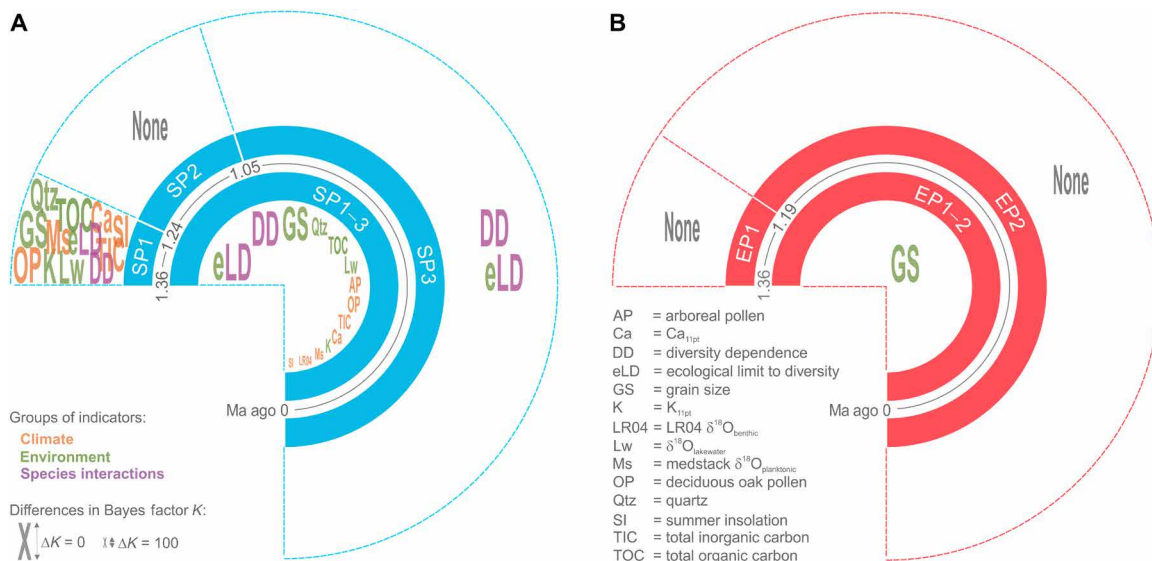 A
None
SP2
1.05
1.24
SP1
1.36
SP1–3
SP3
Qtz
TOC
Ca
SI
GS
Ms
eLD
TIC
OP
K
Lw
DD
eLD
DD
GS
Qtz
TOC
Lw
AP
OP
TIC
Ca
K
Ms
LR04
SI
DD
eLD
Ma ago 0
Groups of indicators:
Climate
Environment
Species interactions
Differences in Bayes factor K:
X ΔK = 0 X ΔK = 100
B
None
EP1
1.19
1.36
EP1–2
EP2
GS
None
Ma ago 0
AP = arboreal pollen
Ca = Ca11pt
DD = diversity dependence
eLD = ecological limit to diversity
GS = grain size
K = K11pt
LR04 = LR04 δ18Obenthic
Lw = δ18Olakewater
Ms = medstack δ18Oplanktonic
OP = deciduous oak pollen
Qtz = quartz
SI = summer insolation
TIC = total inorganic carbon
TOC = total organic carbon